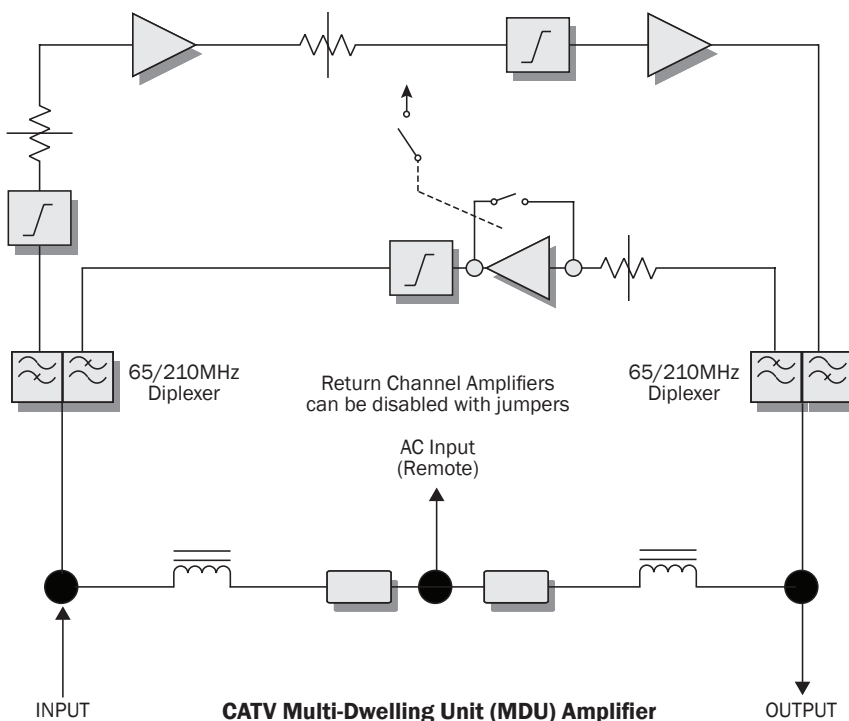 65/210MHz
Diplexer
Return Channel Amplifiers
can be disabled with jumpers
65/210MHz
Diplexer
AC Input
(Remote)
INPUT
CATV Multi-Dwelling Unit (MDU) Amplifier
OUTPUT